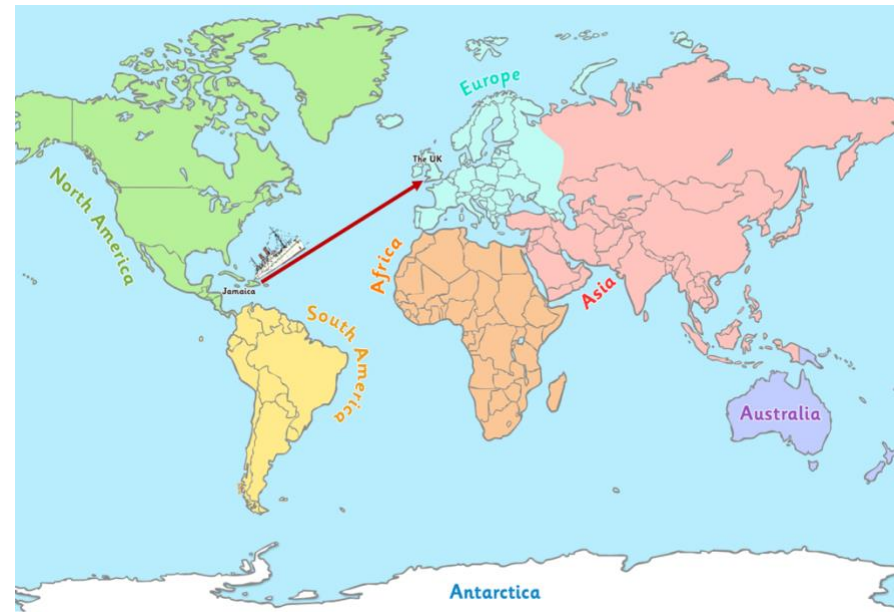 Europe
The UK
North America
Jamaica
Africa
Asia
South America
Australia
Antarctica